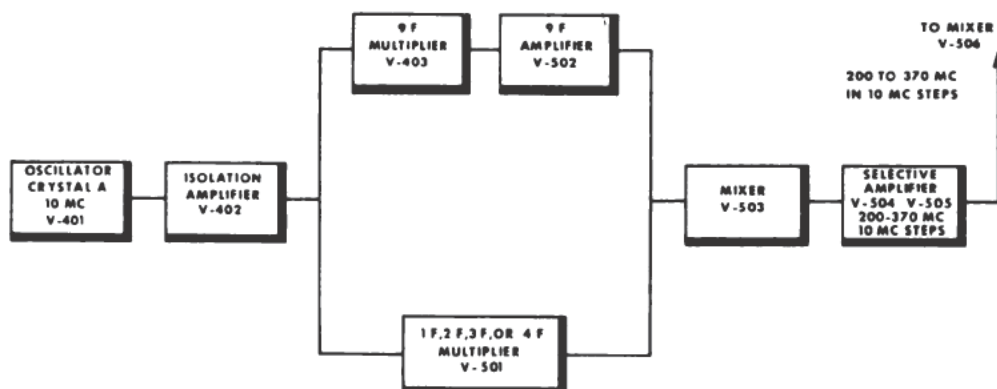 9 F
MULTIPLIER
V-403
9 F
AMPLIFIER
V-502
TO MIXER
V-506
200 TO 370 MC
IN 10 MC STEPS
OSCILLATOR
CRYSTAL A
10 MC
V-401
ISOLATION
AMPLIFIER
V-402
MIXER
V-503
SELECTIVE
AMPLIFIER
V-504 V-505
200-370 MC
10 MC STEPS
1 F, 2 F, 3 F, OR 4 F
MULTIPLIER
V-501